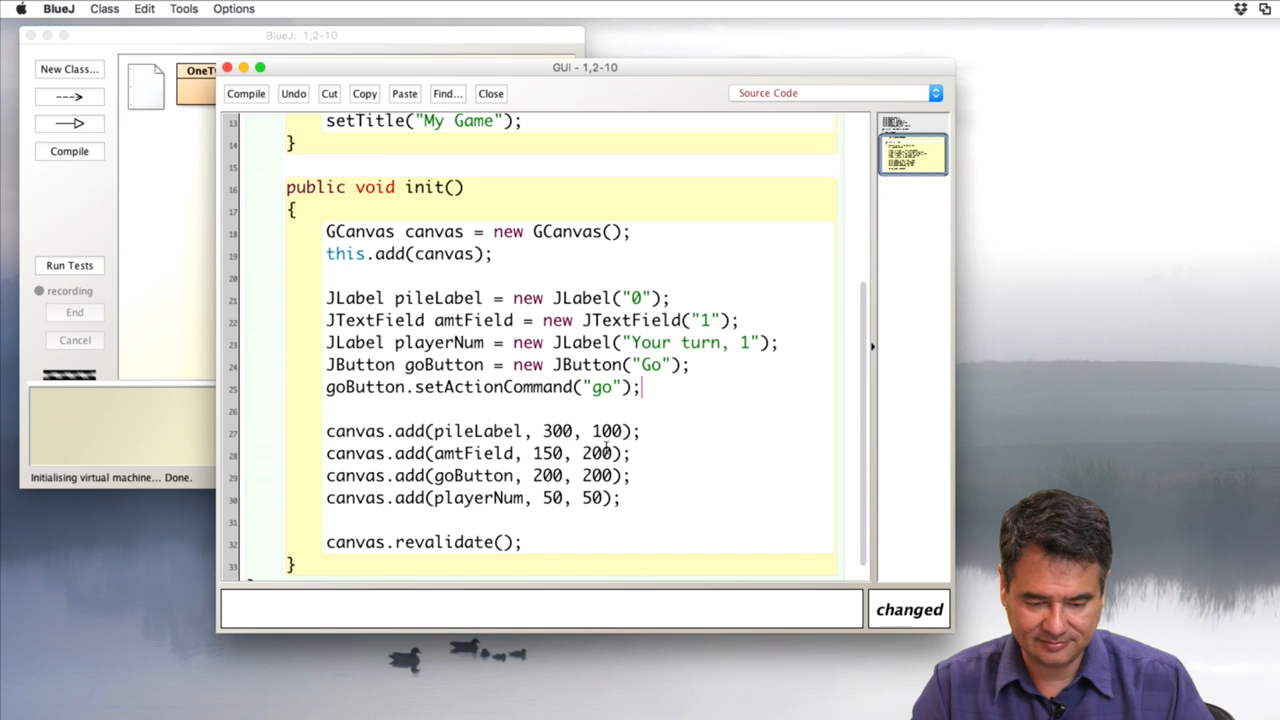 BlueJ Class Edit Tools Options
BlueJ: 1,2-10
New Class...
--->
Compile
Run Tests
recording
End
Cancel
Initialising virtual machine... Done.
GUI - 1,2-10
Compile Undo Cut Copy Paste Find... Close Source Code
13 setTitle("My Game");
14 }
15
16 public void init()
17 {
18 GCanvas canvas = new GCanvas();
19 this.add(canvas);
20
21 JLabel pileLabel = new JLabel("0");
22 JTextField amtField = new JTextField("1");
23 JLabel playerNum = new JLabel("Your turn, 1");
24 JButton goButton = new JButton("Go");
25 goButton.setActionCommand("go");
26
27 canvas.add(pileLabel, 300, 100);
28 canvas.add(amtField, 150, 200);
29 canvas.add(goButton, 200, 200);
30 canvas.add(playerNum, 50, 50);
31
32 canvas.revalidate();
33 }
changed